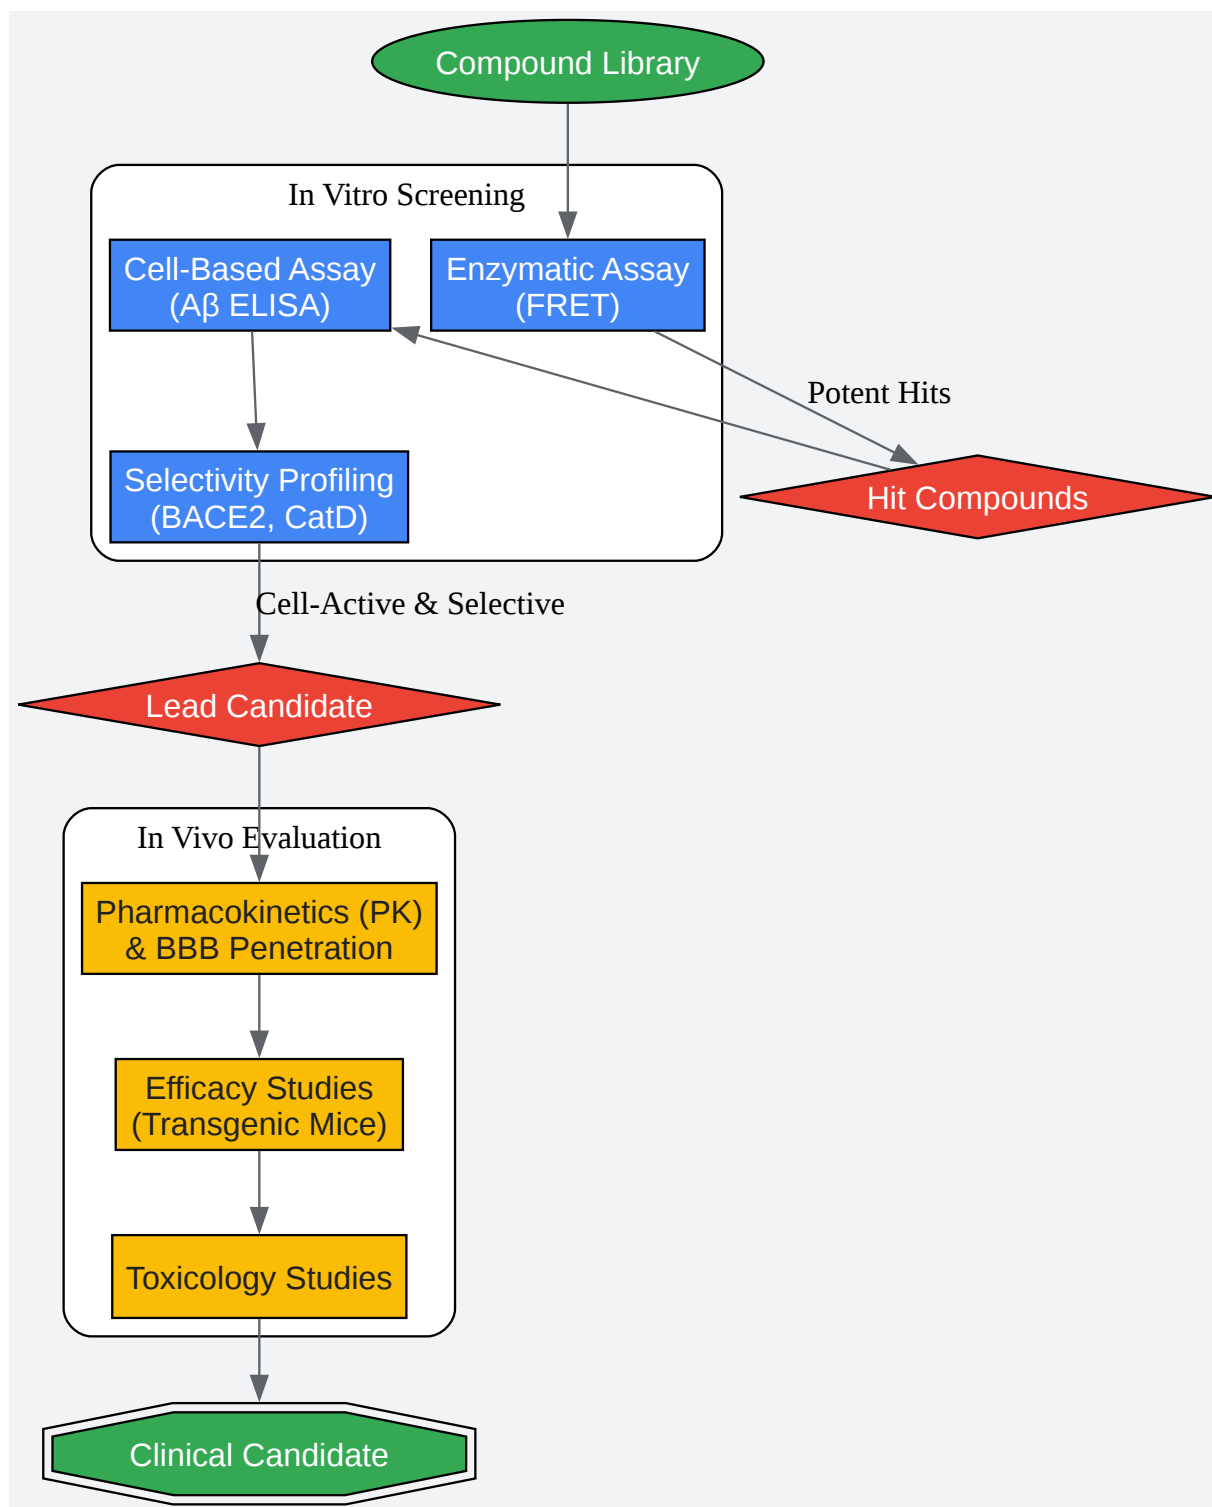 Compound Library
In Vitro Screening
Cell-Based Assay
(Aβ ELISA)
Enzymatic Assay
(FRET)
Potent Hits
Selectivity Profiling
(BACE2, CatD)
Hit Compounds
Cell-Active & Selective
Lead Candidate
In Vivo Evaluation
Pharmacokinetics (PK)
& BBB Penetration
Efficacy Studies
(Transgenic Mice)
Toxicology Studies
Clinical Candidate